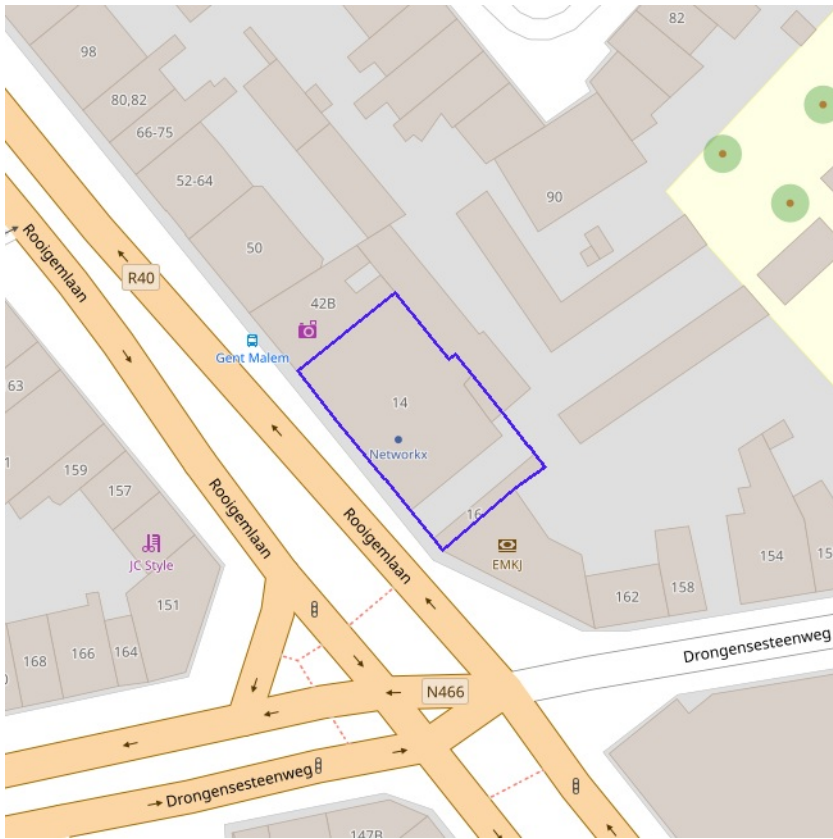 82
98
80,82
66-75
52-64
90
50
Rooigemlaan
R40
42B
Gent Malem
63
14
Networkx
159
157
Rooigemlaan
Rooigemlaan
16
JC Style
EMKJ
154
151
162
158
168
166
164
Drongensesteenweg
N466
Drongensesteenweg
147B